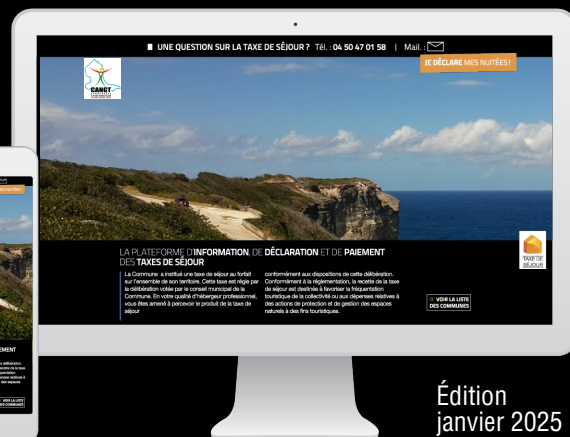 UNE QUESTION SUR LA TAXE DE SÉJOUR ? Tél. : 04 50 47 01 58 | Mail. :
JE DÉCLARE MES NUITÉES !
CANGT
LA PLATEFORME D'INFORMATION, DE DÉCLARATION ET DE PAIEMENT
DES TAXES DE SÉJOUR
La Commune a institué une taxe de séjour au forfait
sur l'ensemble de son territoire. Cette taxe est régie par
la délibération votée par le conseil municipal de la
Commune. En votre qualité d'hébergeur professionnel,
vous êtes amené à percevoir le produit de la taxe de
séjour
conformément aux dispositions de cette délibération.
Conformément à la réglementation, la recette de la taxe
de séjour est destinée à favoriser la fréquentation
touristique de la collectivité ou aux dépenses relatives à
des actions de protection et de gestion des espaces
naturels à des fins touristiques.
TAXE DE
SÉJOUR
VOIR LA LISTE
DES COMMUNES
EMENT
VOIR LA LISTE
DES COMMUNES
Édition
janvier 2025